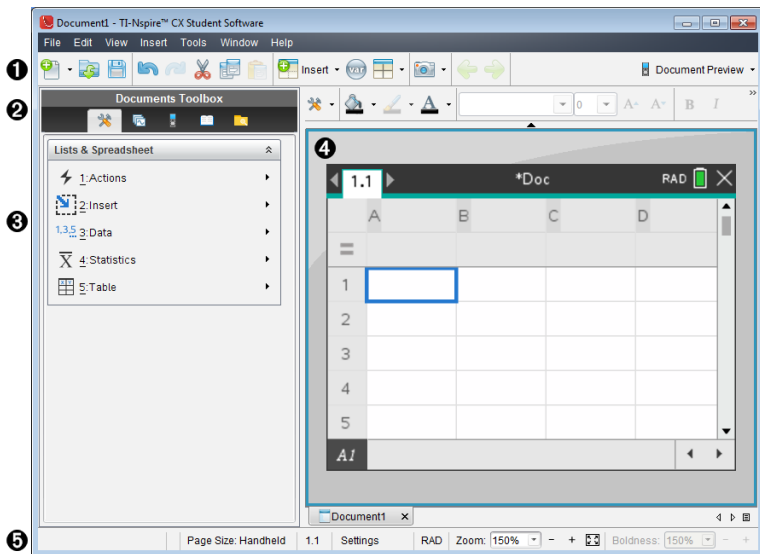 Document1 - TI-Nspire™ CX Student Software
File Edit View Insert Tools Window Help
1 Insert var Document Preview
2 Documents Toolbox 0 A A B I »
Lists & Spreadsheet
1:Actions
2:Insert
3 1,3,5 3:Data
X 4:Statistics
5:Table
4
1.1 *Doc RAD
A B C D
=
1
2
3
4
5
A1
Document1 ×
5 Page Size: Handheld 1.1 Settings RAD Zoom: 150% - + Boldness: 150% - +